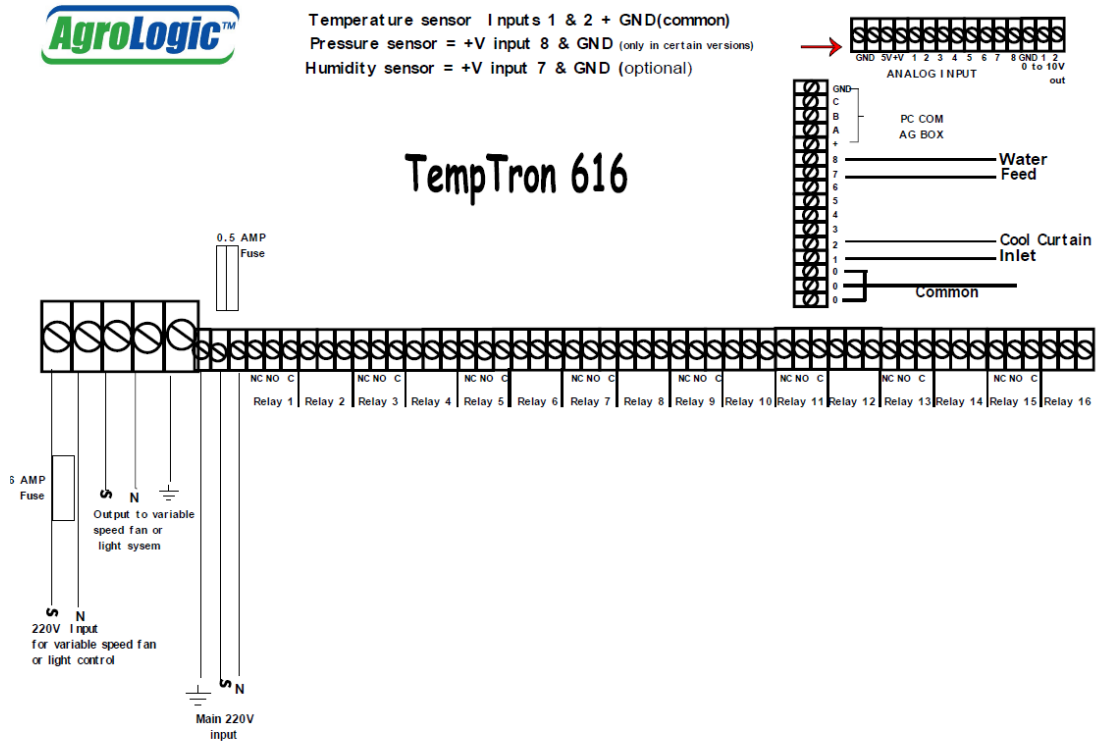 AgroLogic™
Temperature sensor Inputs 1 & 2 + GND(common)
Pressure sensor = +V input 8 & GND (only in certain versions)
Humidity sensor = +V input 7 & GND (optional)
GND 5V+V 1 2 3 4 5 6 7 8 GND 1 2
0 to 10V
ANALOG INPUT
out
GND
C
B
A
+
PC COM
AG BOX
8
Water
7
Feed
6
5
4
3
2
Cool Curtain
1
Inlet
0
0
Common
0
TempTron 616
0.5 AMP
Fuse
NC NO C
NC NO C
NC NO C
NC NO C
NC NO C
NC NO C
NC NO C
NC NO C
Relay 1
Relay 2
Relay 3
Relay 4
Relay 5
Relay 6
Relay 7
Relay 8
Relay 9
Relay 10
Relay 11
Relay 12
Relay 13
Relay 14
Relay 15
Relay 16
6 AMP
Fuse
S N
Output to variable
speed fan or
light sysem
S N
220V Input
for variable speed fan
or light control
S N
Main 220V
input